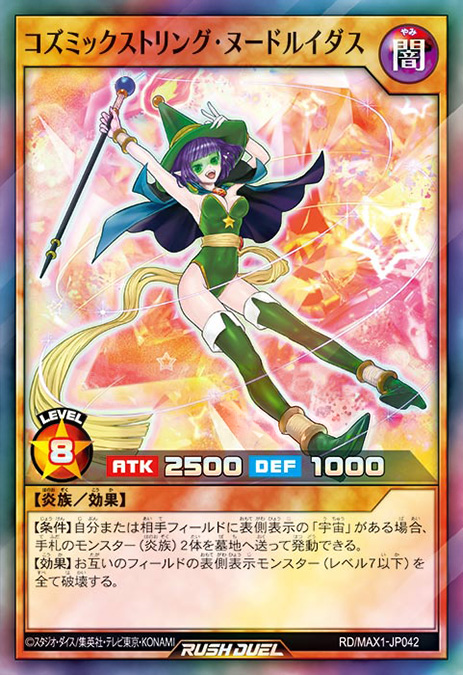 コズミックストリング・ヌードルイダス
やみ
闇
LEVEL
8
ATK 2500 DEF 1000
【炎族／効果】
【条件】自分または相手フィールドに表側表示の「宇宙」がある場合、
手札のモンスター（炎族）２体を墓地へ送って発動できる。
【効果】お互いのフィールドの表側表示モンスター（レベル７以下）を
全て破壊する。
©スタジオ・ダイス/集英社・テレビ東京・KONAMI
RUSH DUEL
RD/MAX1-JP042